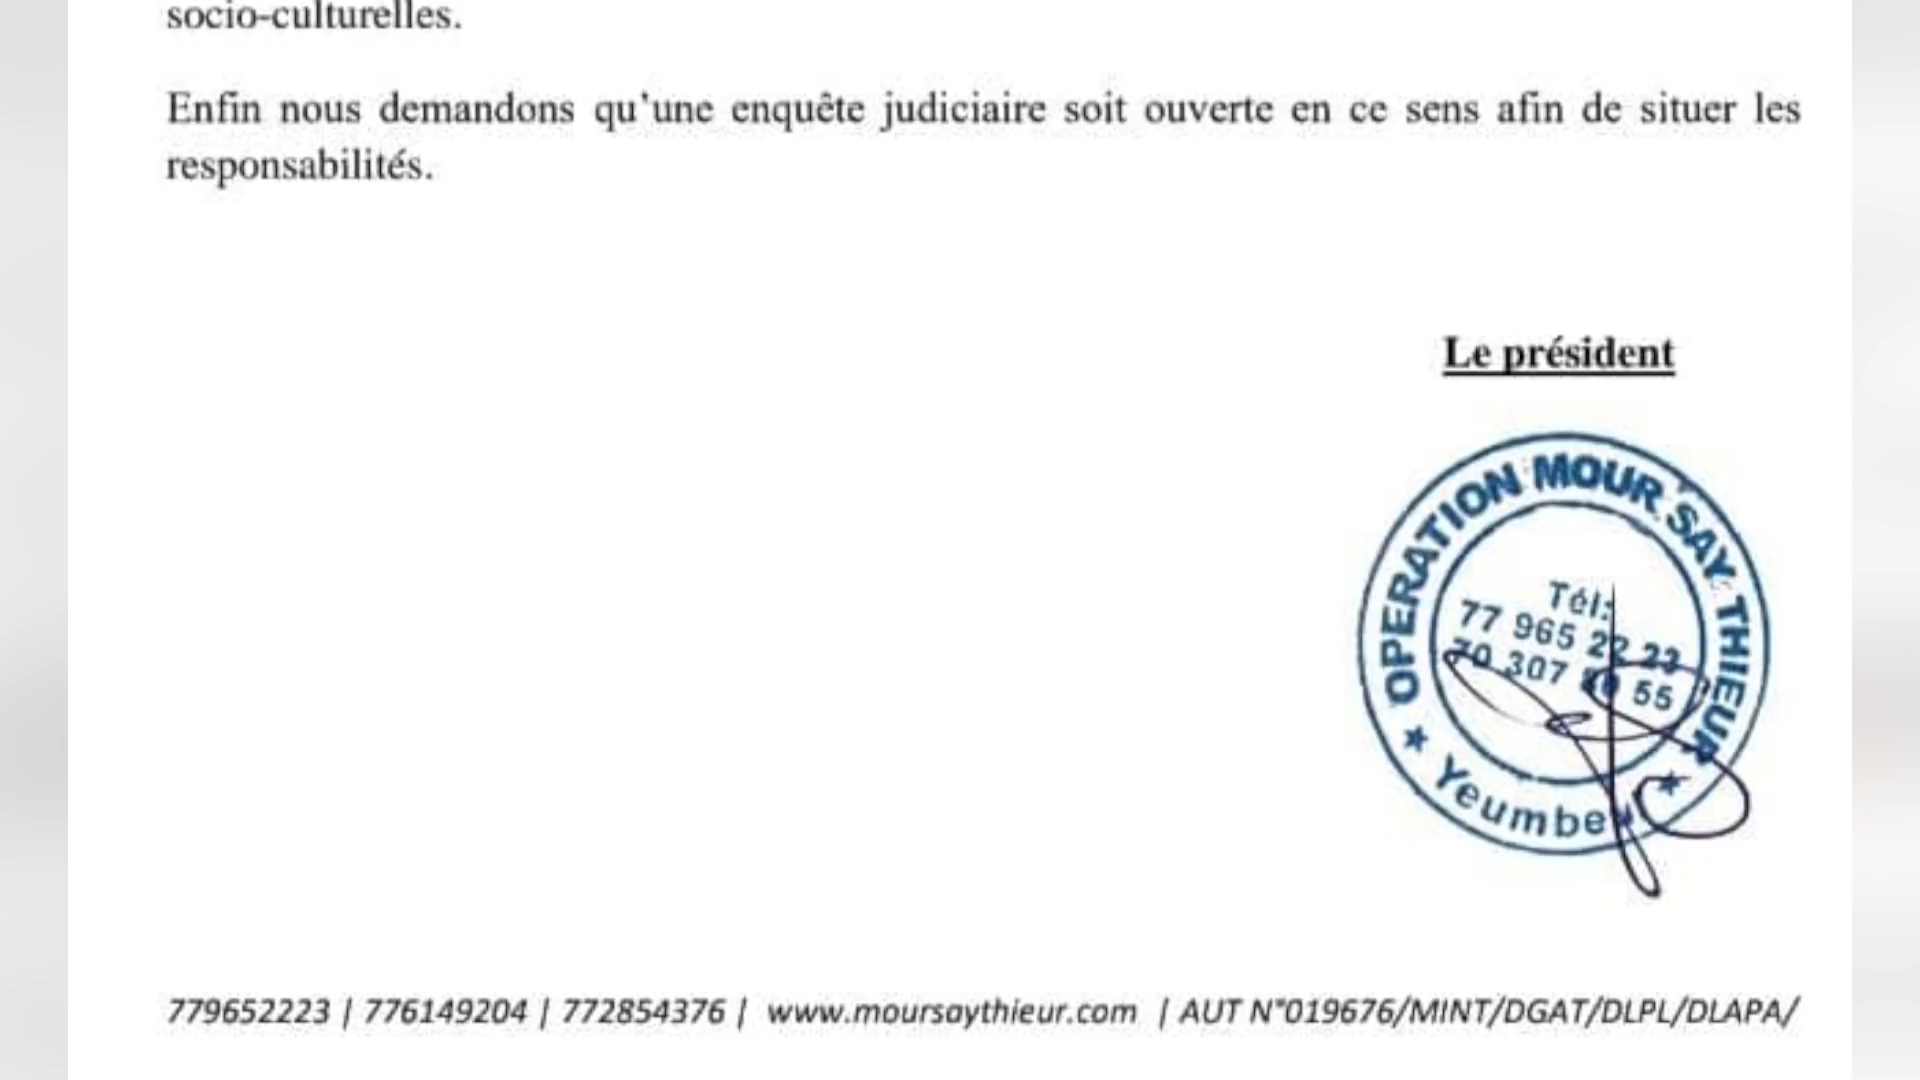 socio-culturelles.
Enfin nous demandons qu'une enquête judiciaire soit ouverte en ce sens afin de situer les
responsabilités.
Le président
OPERATION MOUR SAY THIEUR
Tél:
77 965 22 23
70 307 55
779652223 | 776149204 | 772854376 | www.moursaythieur.com | AUT N°019676/MINT/DGAT/DLPL/DLAPA/